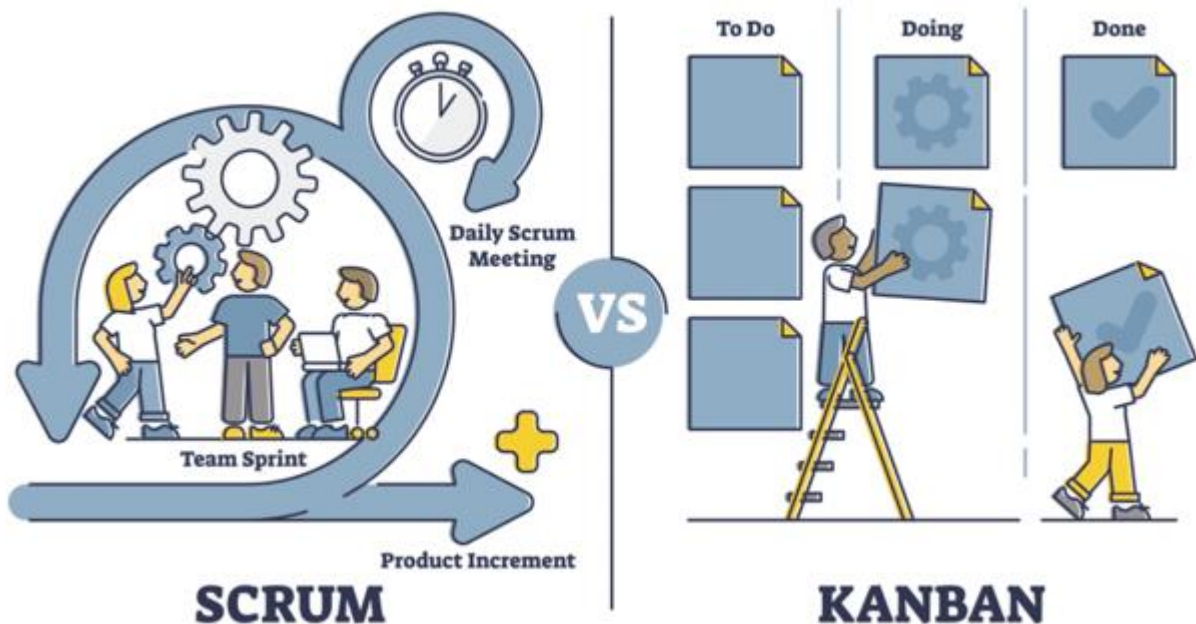 Daily Scrum
Meeting
Team Sprint
Product Increment
SCRUM
VS
To Do
Doing
Done
KANBAN